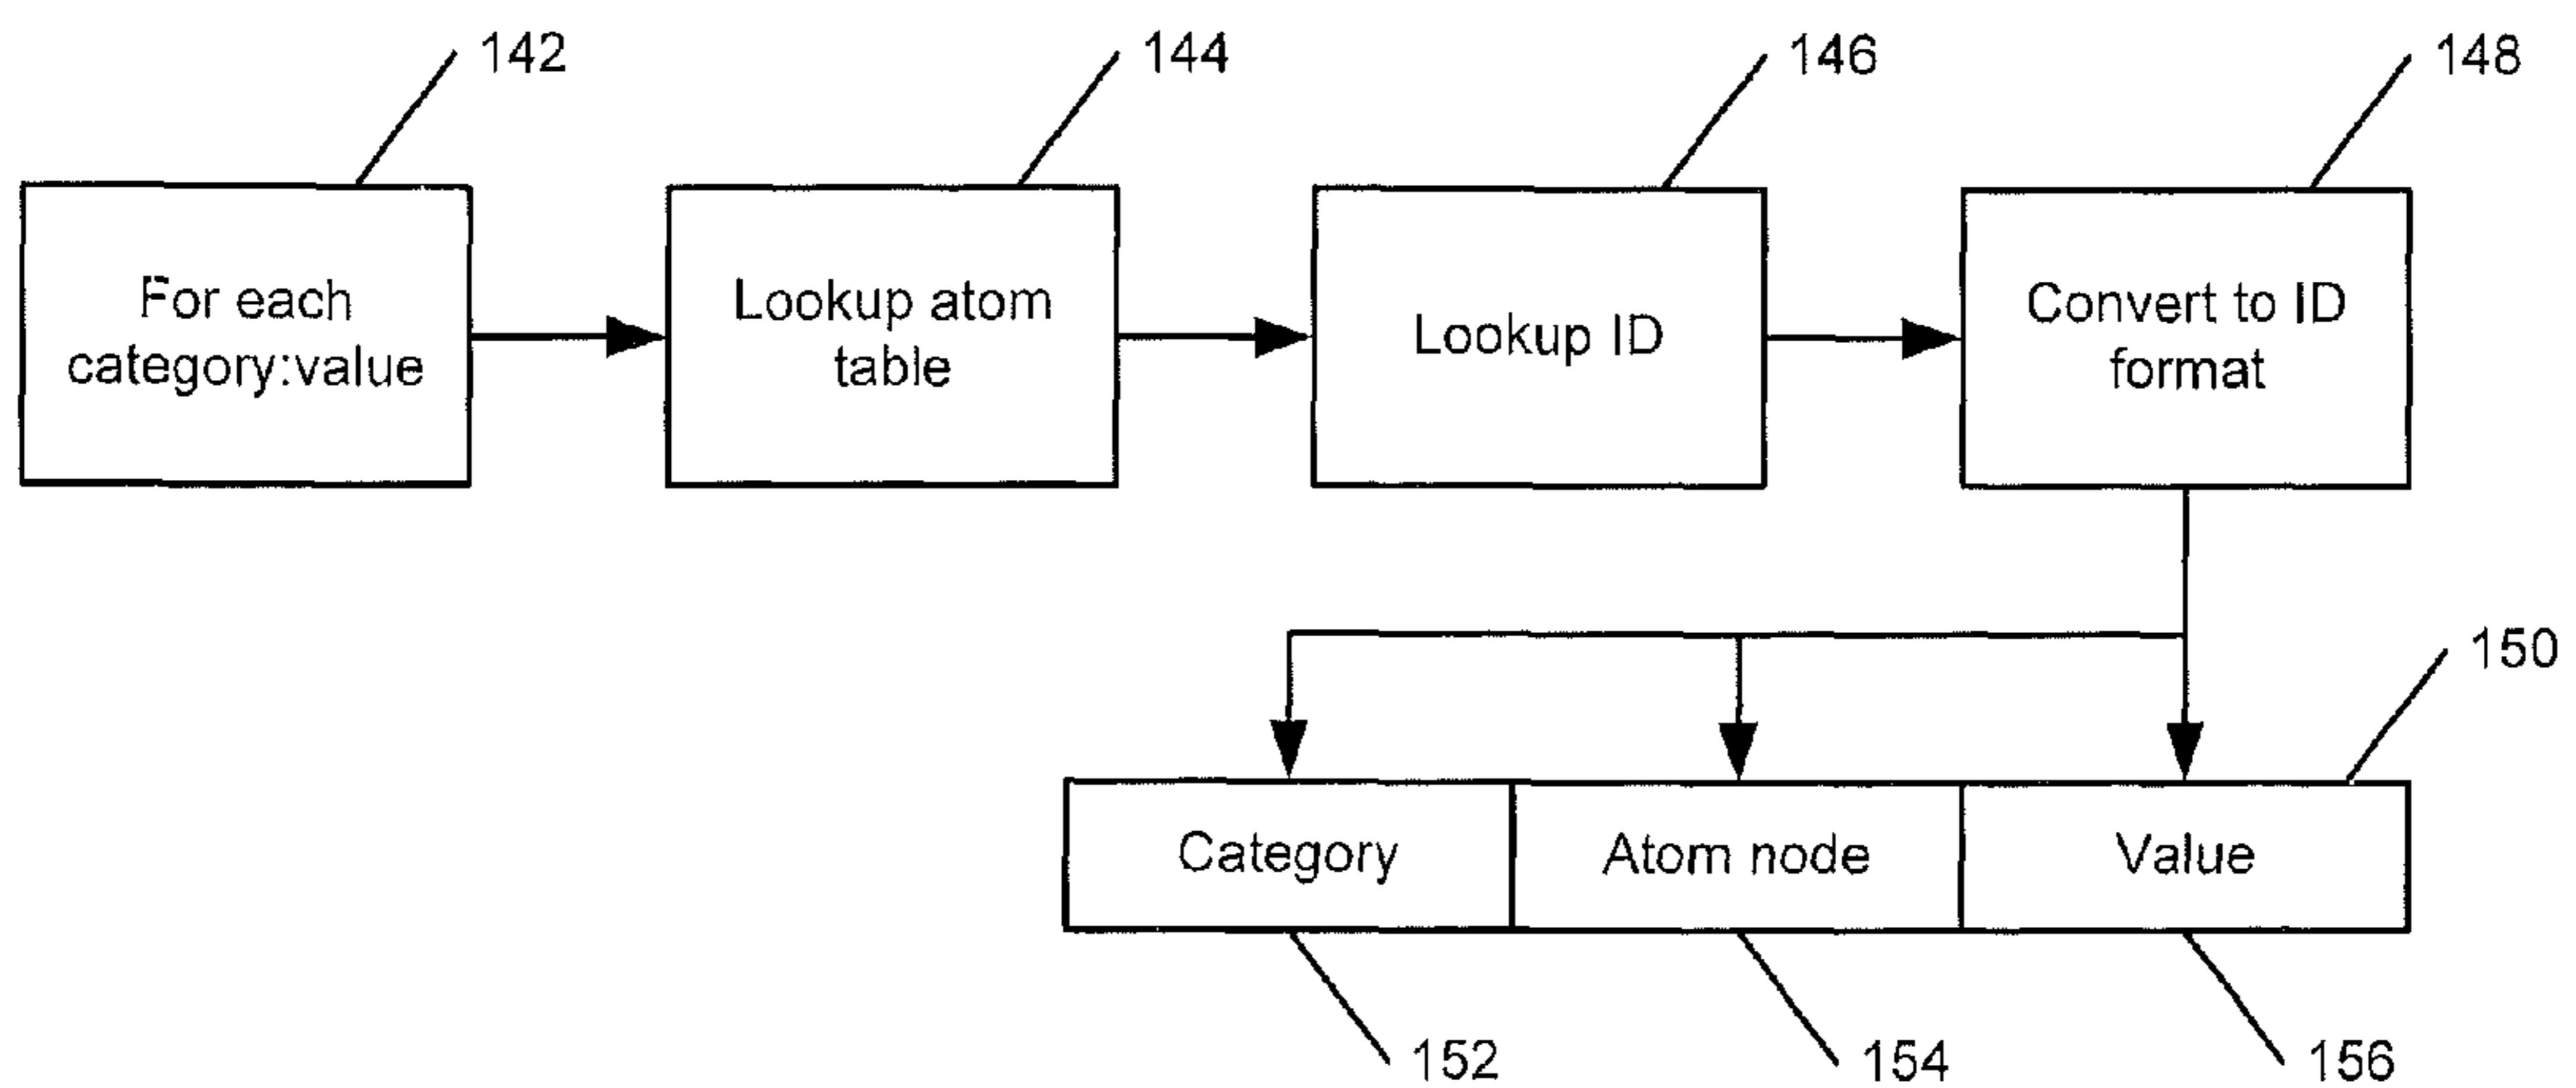 142
144
146
148
For each
category:value
Lookup atom
table
Lookup ID
Convert to ID
format
150
Category
Atom node
Value
152
154
156